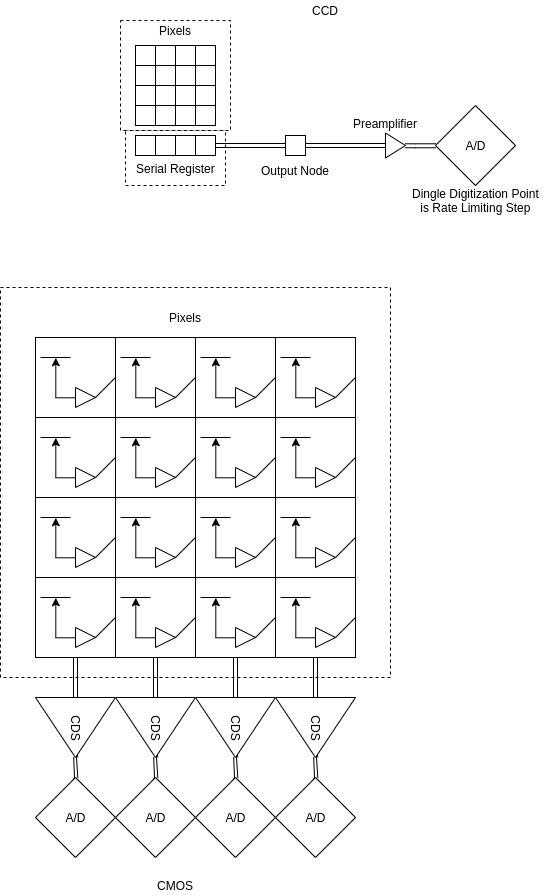 CCD
Pixels
Preamplifier
A/D
Serial Register
Output Node
Dingle Digitization Point
is Rate Limiting Step
Pixels
CDS
CDS
CDS
CDS
A/D
A/D
A/D
A/D
CMOS